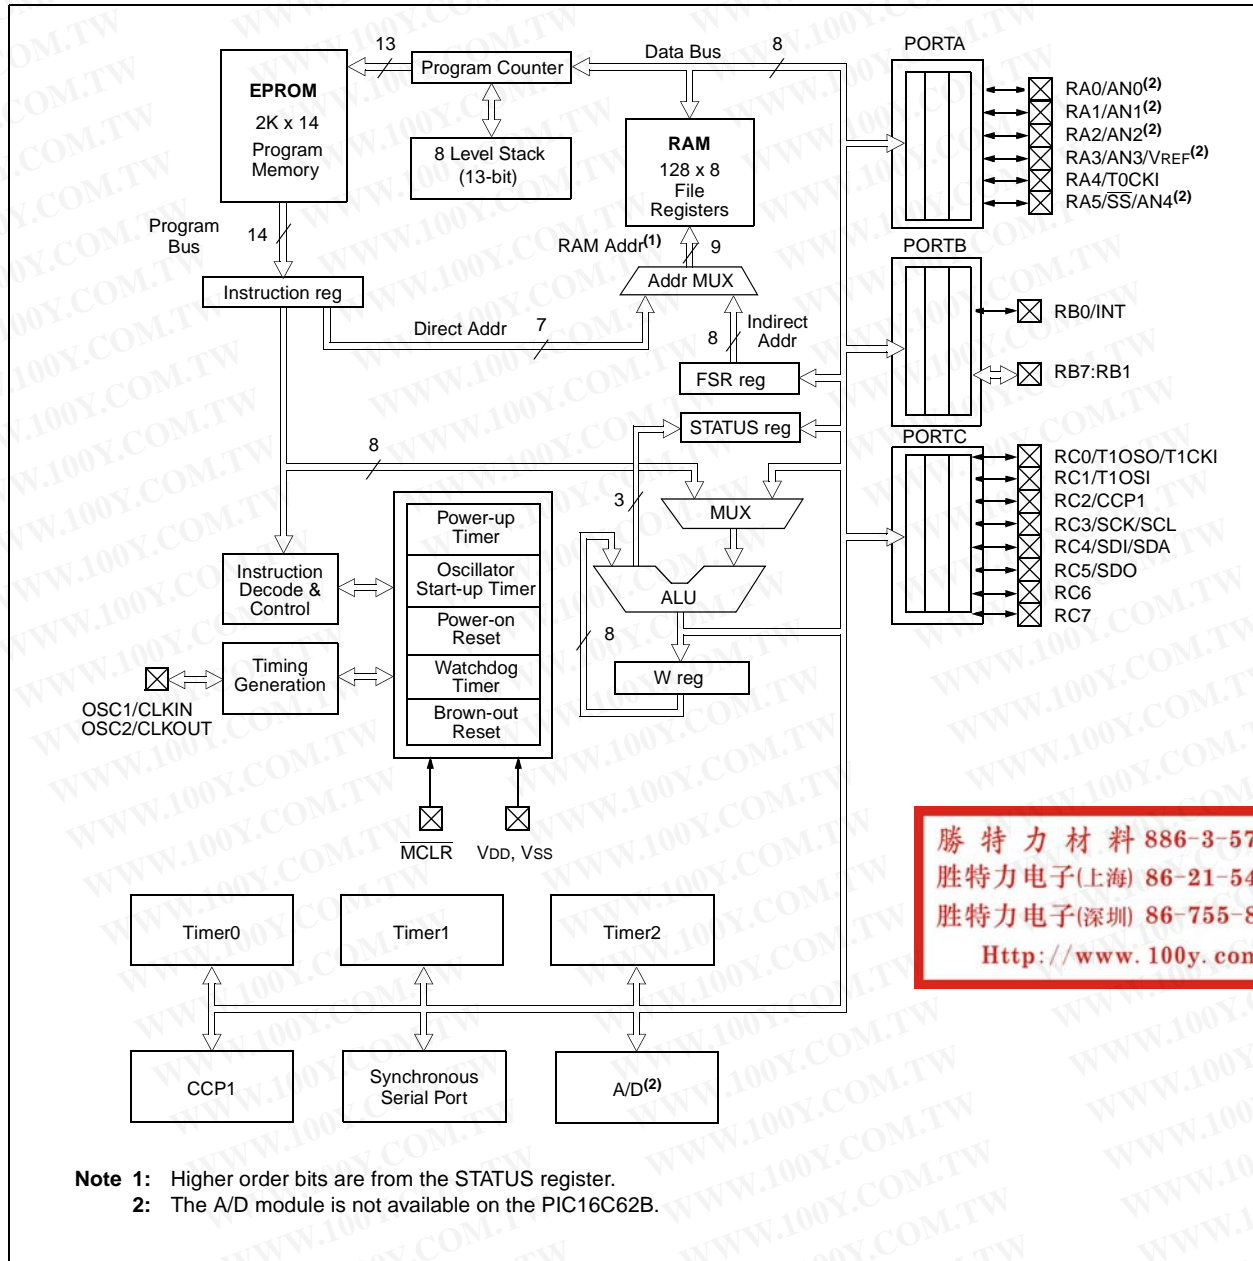 EPROM
2K x 14
Program
Memory
13
Program Counter
8 Level Stack
(13-bit)
Data Bus
8
RAM
128 x 8
File
Registers
RAM Addr(1)
9
Addr MUX
Program
Bus
14
Instruction reg
Direct Addr
7
8
Indirect
Addr
FSR reg
STATUS reg
8
3
MUX
ALU
8
W reg
Power-up
Timer
Oscillator
Start-up Timer
Power-on
Reset
Watchdog
Timer
Brown-out
Reset
Instruction
Decode &
Control
Timing
Generation
OSC1/CLKIN
OSC2/CLKOUT
MCLR
VDD, VSS
PORTA
RA0/AN0(2)
RA1/AN1(2)
RA2/AN2(2)
RA3/AN3/VREF(2)
RA4/T0CKI
RA5/SS/AN4(2)
PORTB
RB0/INT
RB7:RB1
PORTC
RC0/T1OSO/T1CKI
RC1/T1OSI
RC2/CCP1
RC3/SCK/SCL
RC4/SDI/SDA
RC5/SDO
RC6
RC7
勝 特 力 材 料 886-3-57
胜特力电子(上海) 86-21-54
胜特力电子(深圳) 86-755-8
Http://www.100y.com
Timer0
Timer1
Timer2
CCP1
Synchronous
Serial Port
A/D(2)
Note 1: Higher order bits are from the STATUS register.
2: The A/D module is not available on the PIC16C62B.
WWW.100Y.COM.TW